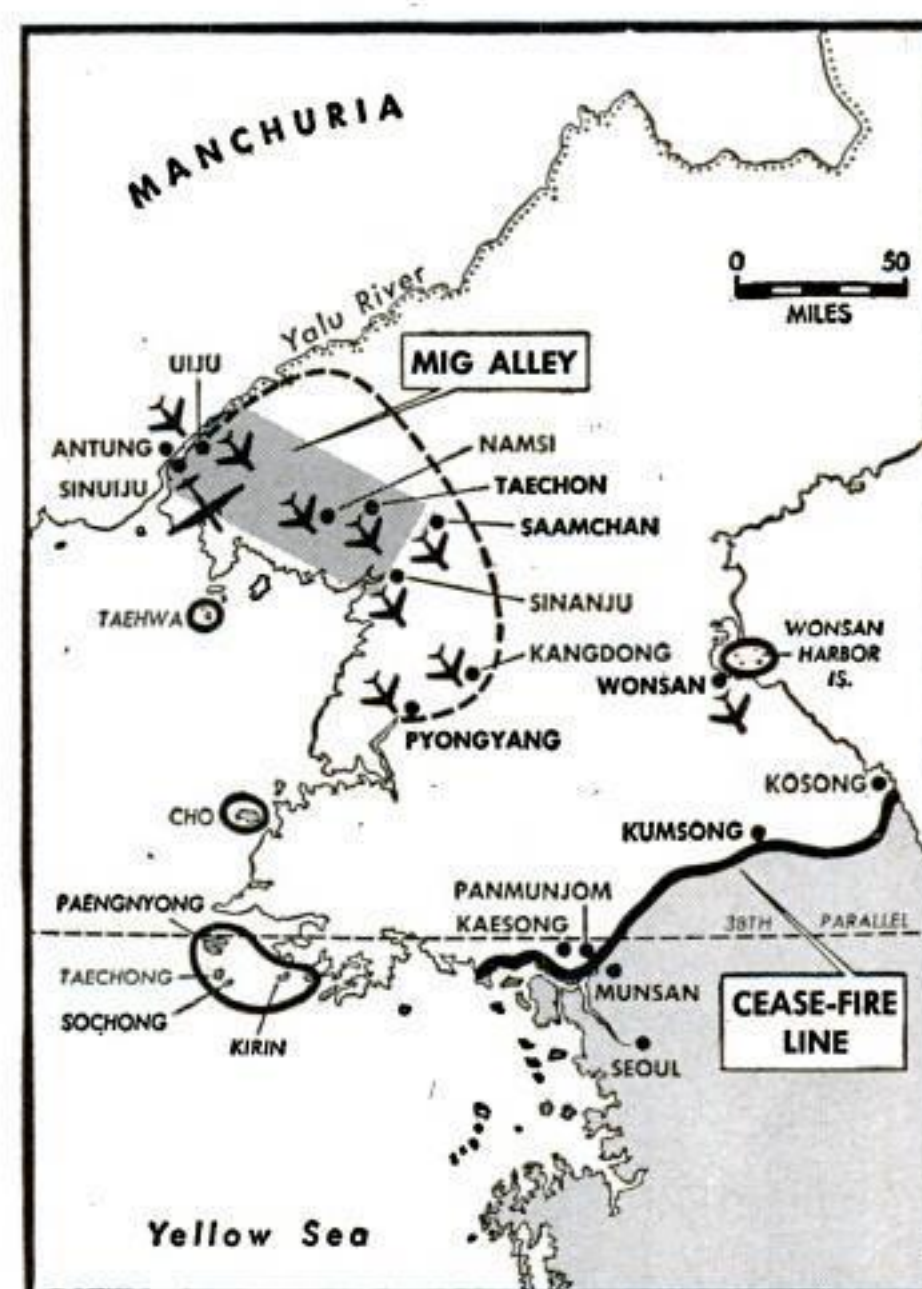 MANCHURIA
Yalu River
0 50
MILES
UIJU
MIG ALLEY
ANTUNG
NAMSI
SINUIJU
TAECHON
SAAMCHAN
SINANJU
TAEHWA
WONSAN
HARBOR
IS.
KANGDONG
WONSAN
PYONGYANG
KOSONG
CHO
KUMSONG
PANMUNJOM
KAESONG
PAENGNYONG
38TH PARALLEL
TAECHONG
MUNSAN
SOCHONG
KIRIN
CEASE-FIRE
LINE
SEOUL
Yellow Sea